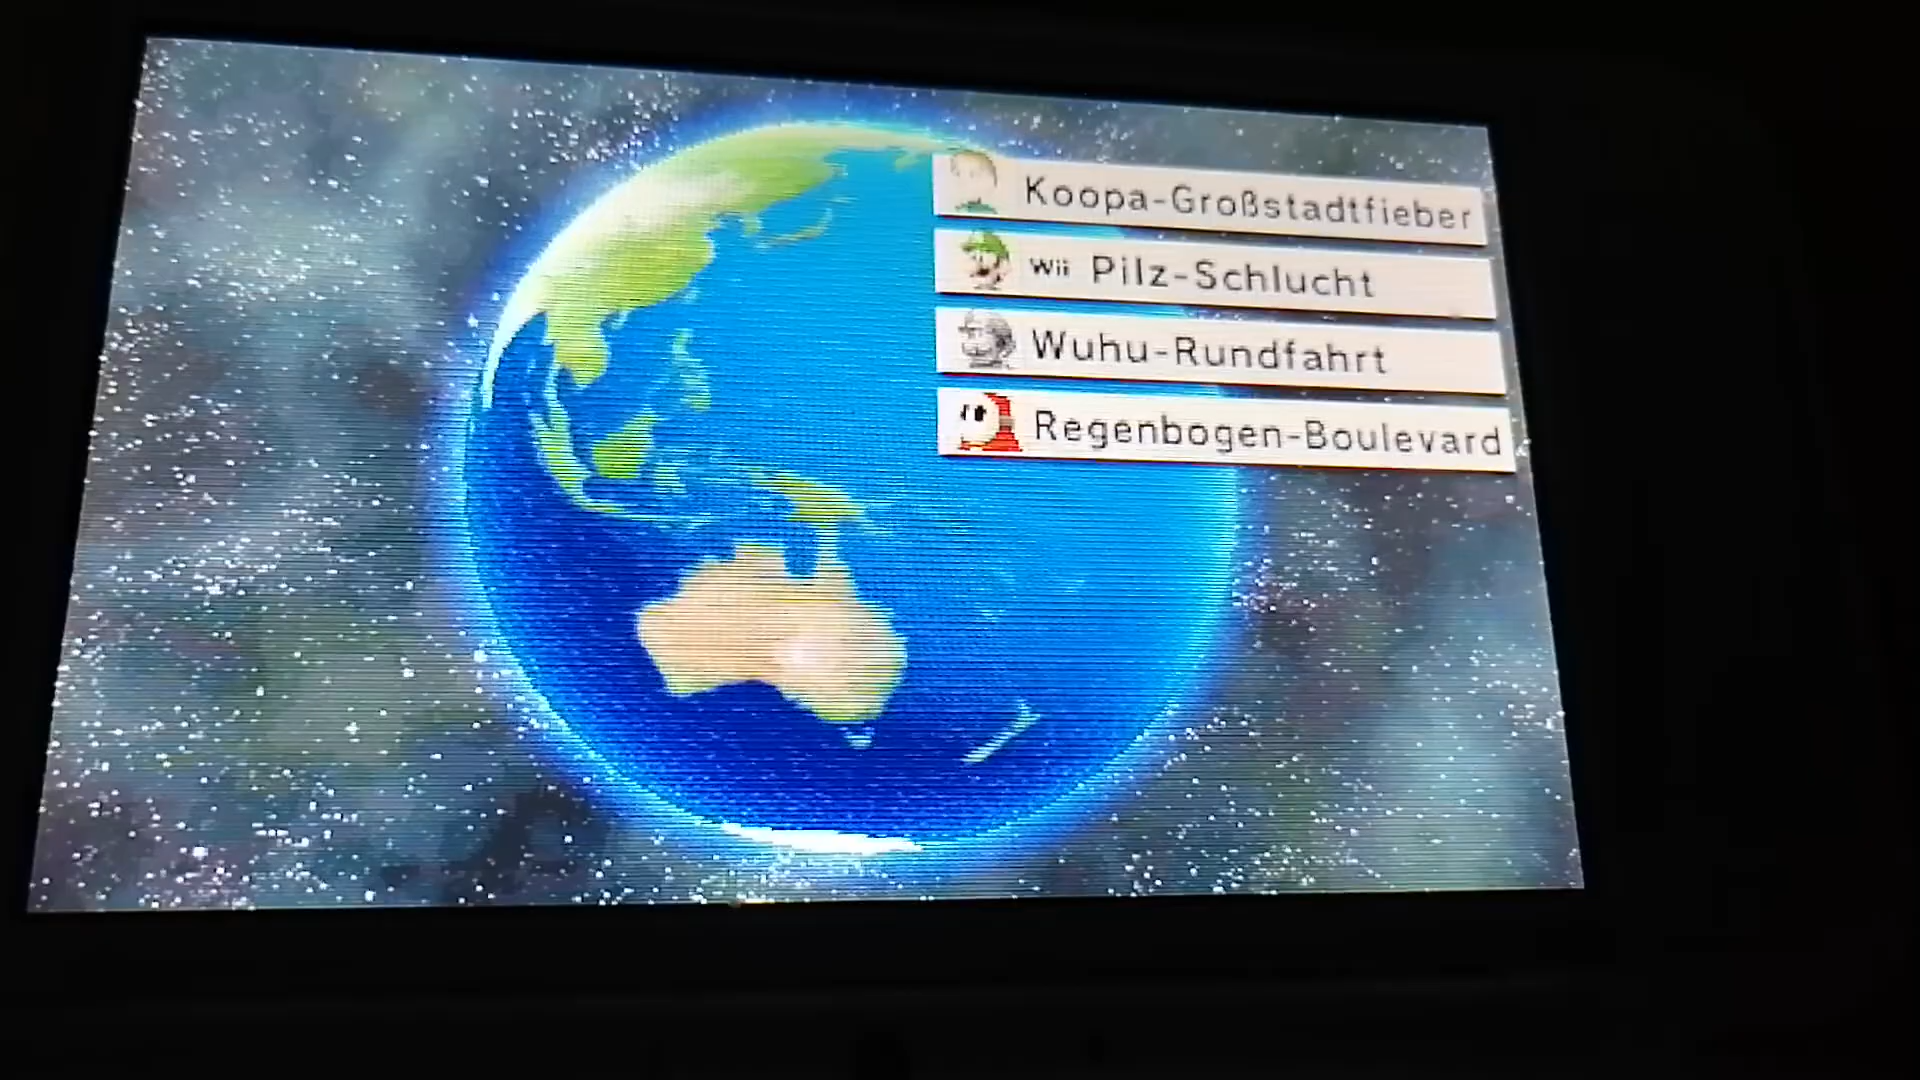 Koopa-Großstadtfieber
Wii Pilz-Schlucht
Wuhu-Rundfahrt
Regenbogen-Boulevard